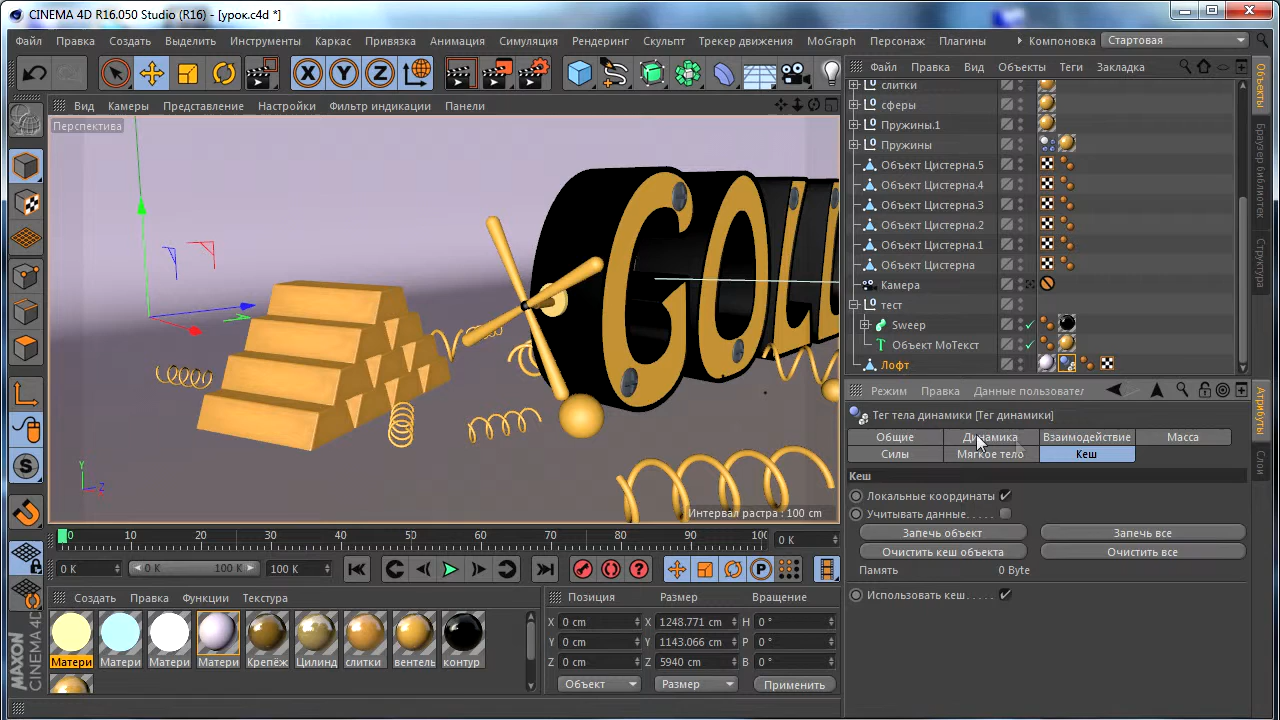 CINEMA 4D R16.050 Studio (R16) - [урок.c4d *]
Файл Правка Создать Выделить Инструменты Каркас Привязка Анимация Симуляция Рендеринг Скульпт Трекер движения MoGraph Персонаж Плагины Компоновка Стартовая
X Y Z
Файл Правка Вид Объекты Теги Закладка
Вид Камеры Представление Настройки Фильтр индикации Панели
Перспектива
GOL
Y
Z
Интервал растра : 100 cm
слитки
сферы
Пружины.1
Пружины
Объект Цистерна.5
Объект Цистерна.4
Объект Цистерна.3
Объект Цистерна.2
Объект Цистерна.1
Объект Цистерна
Камера
тест
Sweep
Объект МоТекст
Лофт
Объекты
Браузер библиотек
Структура
Режим Правка Данные пользовател
Тег тела динамики [Тег динамики]
Общие Динамика Взаимодействие Масса
Силы Мягкое тело Кеш
Кеш
Локальные координаты
Учитывать данные
Запечь объект Запечь все
Очистить кеш объекта Очистить все
Память 0 Byte
Использовать кеш
Атрибуты
Слои
0 10 20 30 40 50 60 70 80 90 100 0 K
0 K 0 K 100 K 100 K
Создать Правка Функции Текстура
Матери Матери Матери Матери Крепёж Цилинд слитки вентель контур
Позиция Размер Вращение
X 0 cm X 1248.771 cm H 0 °
Y 0 cm Y 1143.066 cm P 0 °
Z 0 cm Z 5940 cm B 0 °
Объект Размер Применить
MAXON
CINEMA 4D